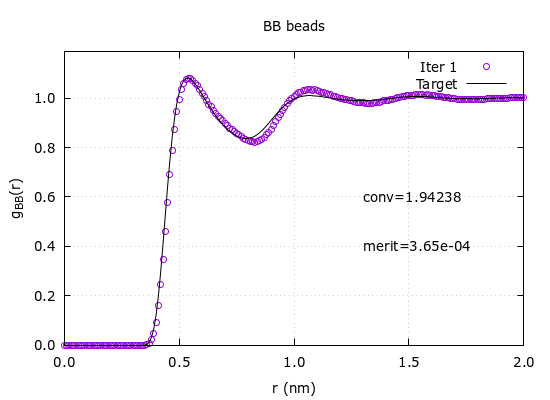 BB beads
Iter 1
Target
1.0
0.8
0.6
0.4
0.2
0.0
gBB(r)
conv=1.94238
merit=3.65e-04
0.0 0.5 1.0 1.5 2.0
r (nm)